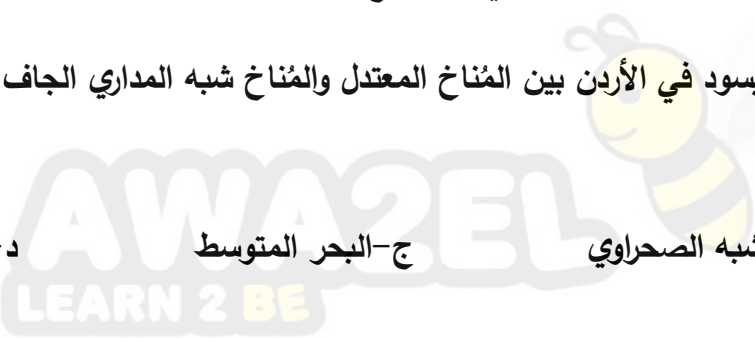 يسود في الأردن بين المُناخ المعتدل والمُناخ شبه المداري الجاف
شبه الصحراوي ج-البحر المتوسط د-
AWA2EL
LEARN 2 BE